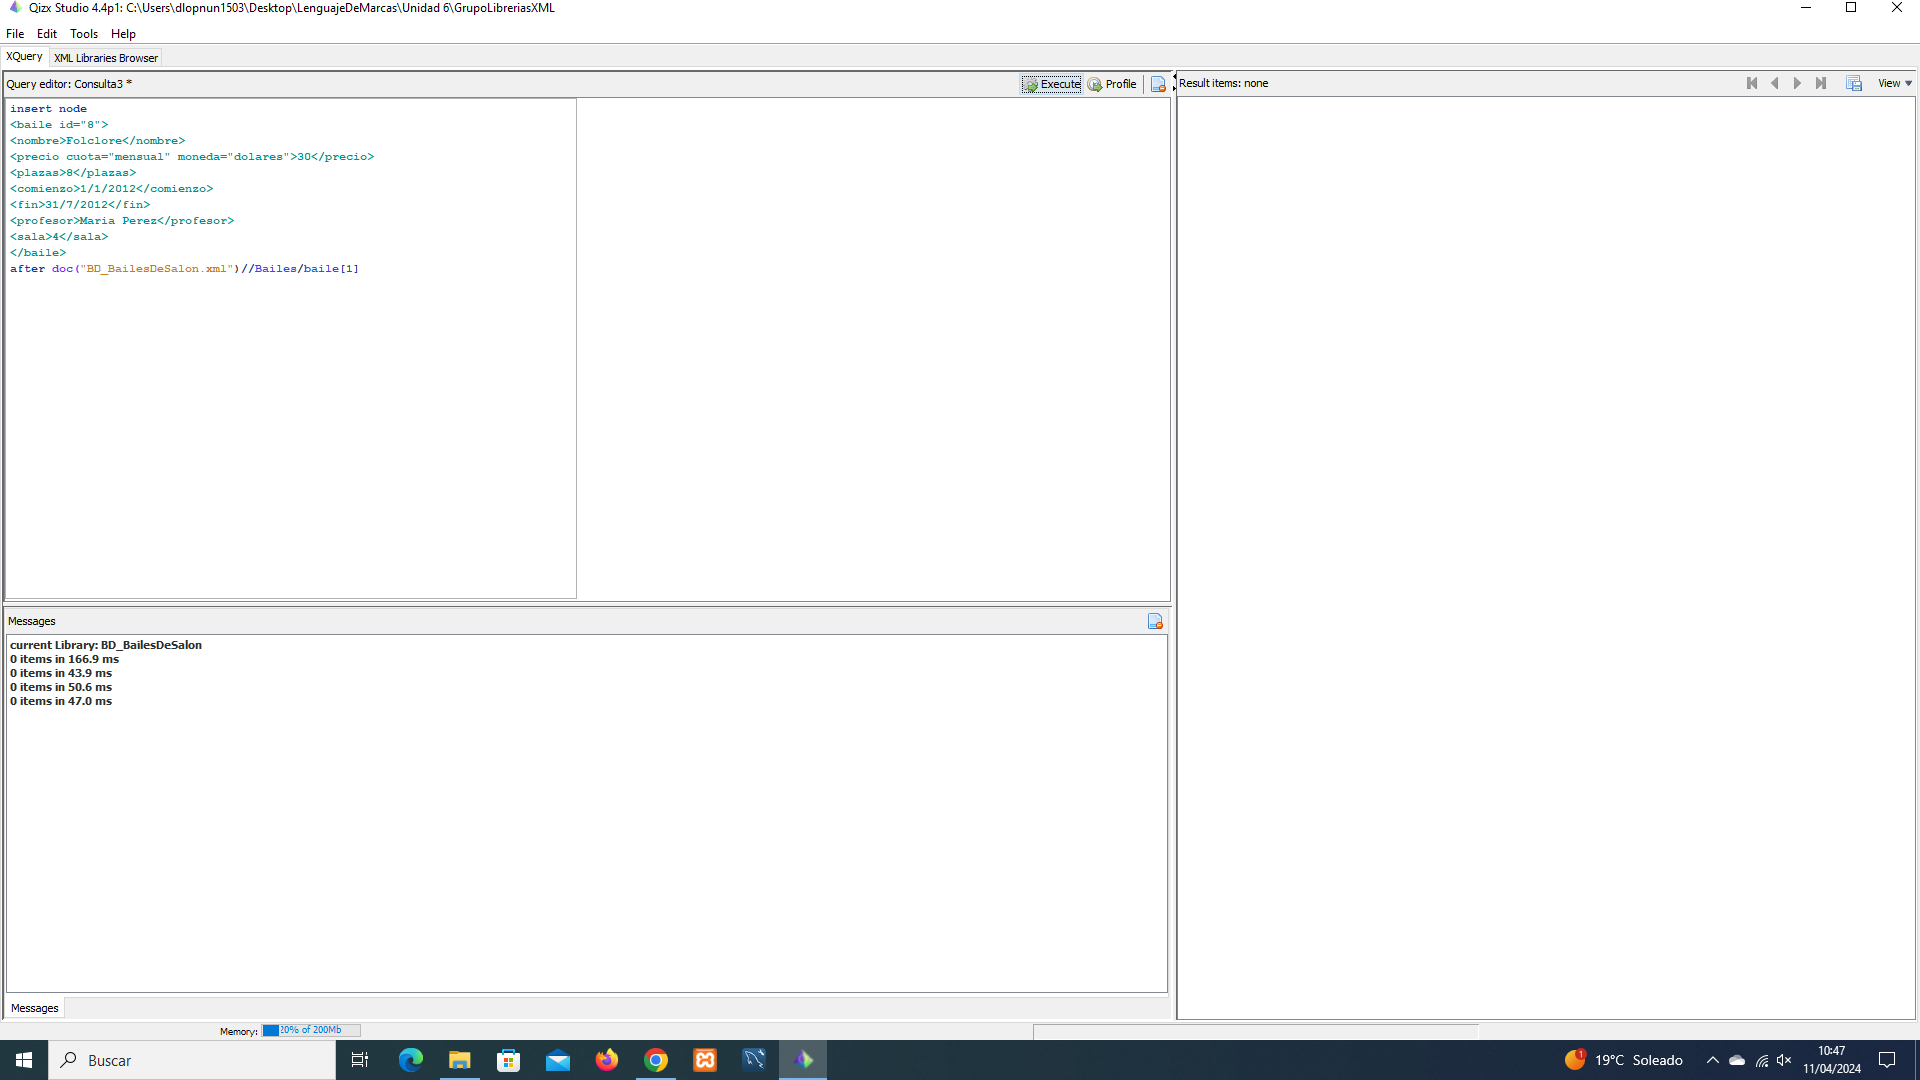 Qizx Studio 4.4p1: C:\Users\dlopnun1503\Desktop\LenguajeDeMarcas\Unidad 6\GrupoLibreriasXML
File Edit Tools Help
XQuery XML Libraries Browser
Query editor: Consulta3 *
Execute Profile
Result items: none
View
insert node
<baile id="8">
<nombre>Folclore</nombre>
<precio cuota="mensual" moneda="dolares">30</precio>
<plazas>8</plazas>
<comienzo>1/1/2012</comienzo>
<fin>31/7/2012</fin>
<profesor>Maria Perez</profesor>
<sala>4</sala>
</baile>
after doc("BD_BailesDeSalon.xml")//Bailes/baile[1]
Messages
current Library: BD_BailesDeSalon
0 items in 166.9 ms
0 items in 43.9 ms
0 items in 50.6 ms
0 items in 47.0 ms
Messages
Memory: 20% of 200Mb
Buscar
1
19°C Soleado
10:47
11/04/2024